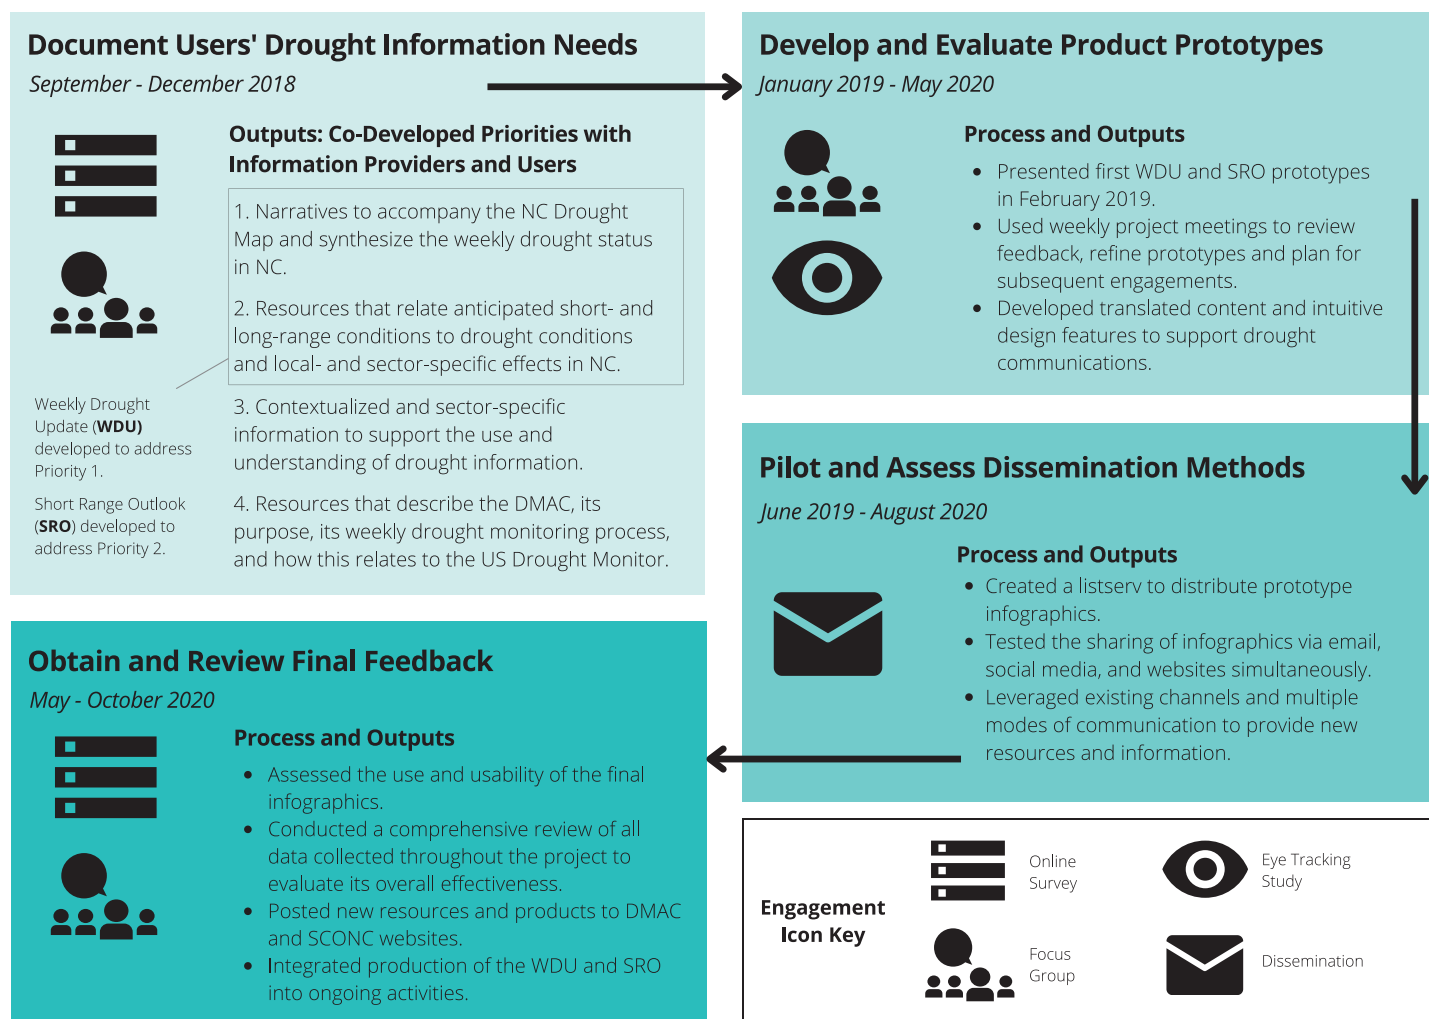 Document Users' Drought Information Needs
September - December 2018
Outputs: Co-Developed Priorities with
Information Providers and Users
1. Narratives to accompany the NC Drought
Map and synthesize the weekly drought status
in NC.
2. Resources that relate anticipated short- and
long-range conditions to drought conditions
and local- and sector-specific effects in NC.
3. Contextualized and sector-specific
information to support the use and
understanding of drought information.
4. Resources that describe the DMAC, its
purpose, its weekly drought monitoring process,
and how this relates to the US Drought Monitor.
Weekly Drought
Update (WDU)
developed to address
Priority 1.
Short Range Outlook
(SRO) developed to
address Priority 2.
Develop and Evaluate Product Prototypes
January 2019 - May 2020
Process and Outputs
• Presented first WDU and SRO prototypes
in February 2019.
• Used weekly project meetings to review
feedback, refine prototypes and plan for
subsequent engagements.
• Developed translated content and intuitive
design features to support drought
communications.
Pilot and Assess Dissemination Methods
June 2019 - August 2020
Process and Outputs
• Created a listserv to distribute prototype
infographics.
• Tested the sharing of infographics via email,
social media, and websites simultaneously.
• Leveraged existing channels and multiple
modes of communication to provide new
resources and information.
Obtain and Review Final Feedback
May - October 2020
Process and Outputs
• Assessed the use and usability of the final
infographics.
• Conducted a comprehensive review of all
data collected throughout the project to
evaluate its overall effectiveness.
• Posted new resources and products to DMAC
and SCONC websites.
• Integrated production of the WDU and SRO
into ongoing activities.
Engagement
Icon Key
Online
Survey
Eye Tracking
Study
Focus
Group
Dissemination